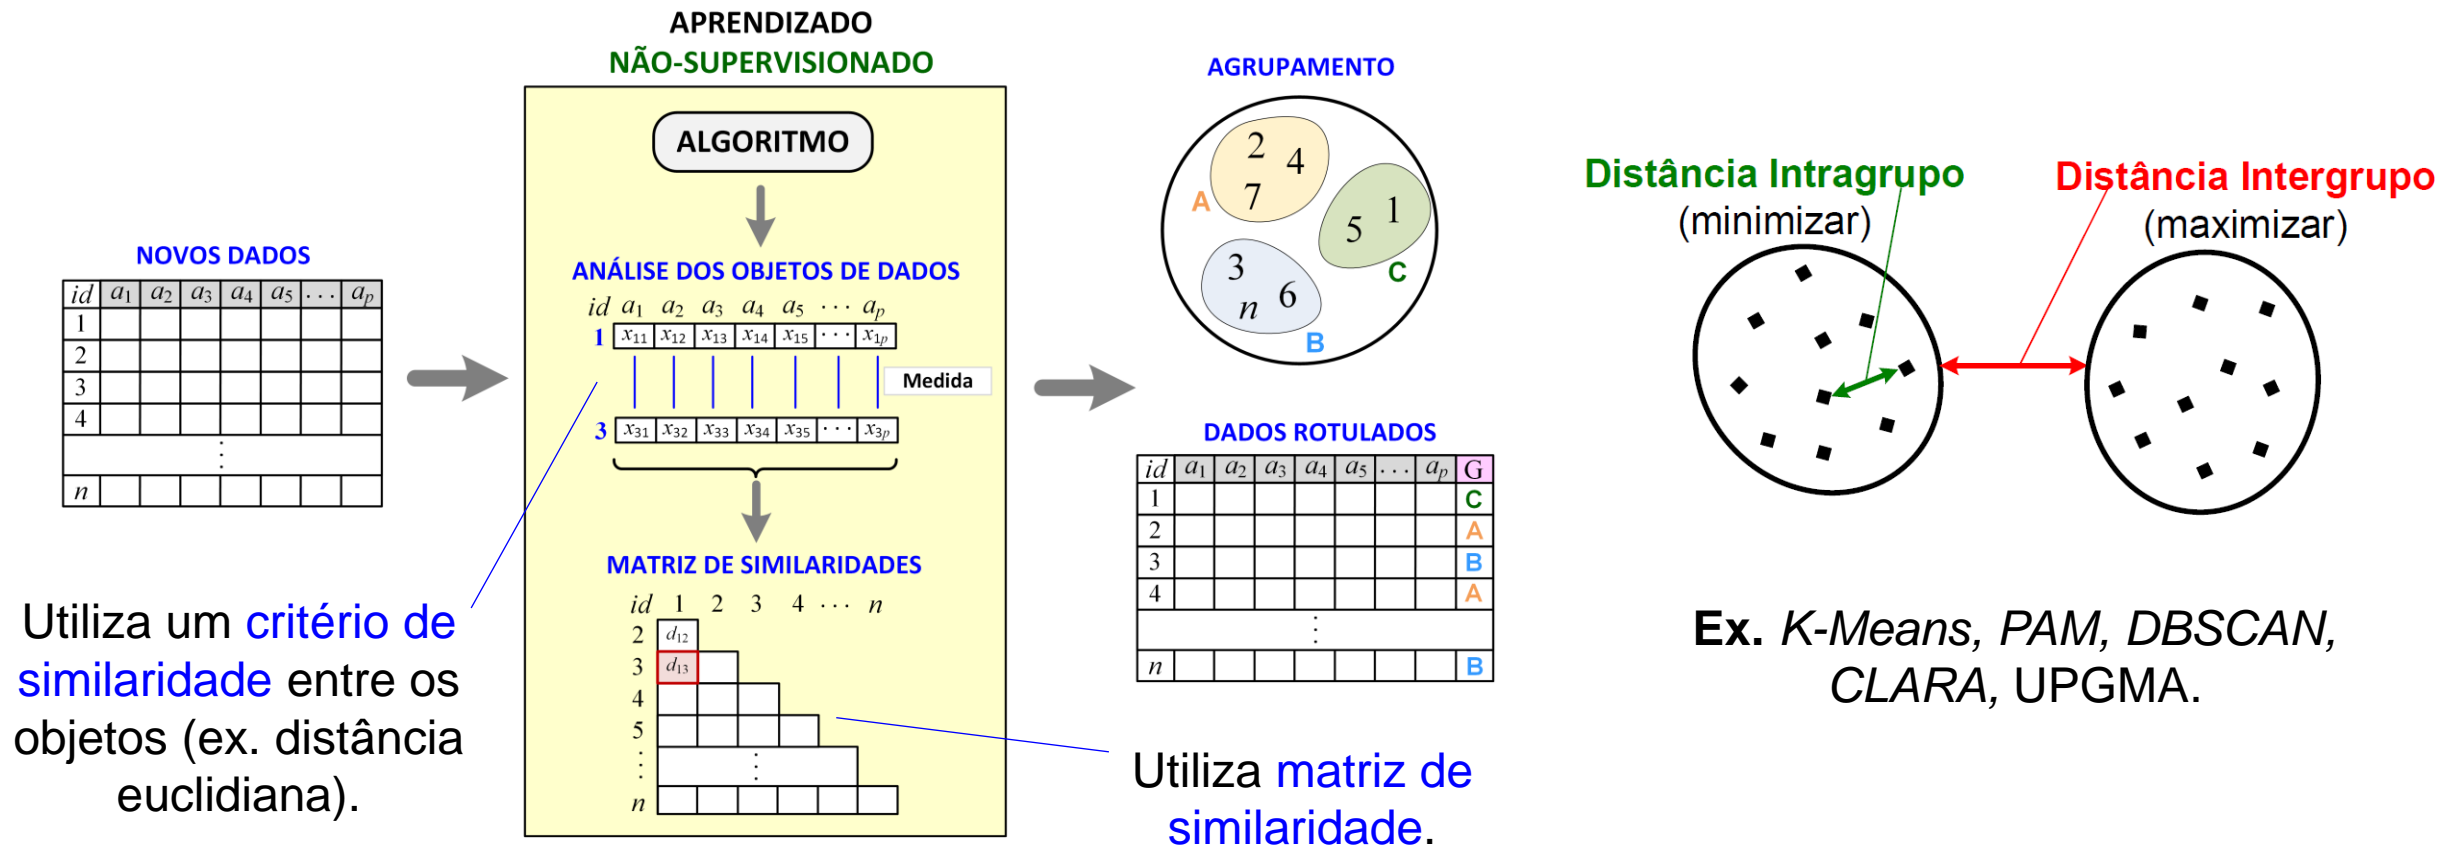 APRENDIZADO
NÃO-SUPERVISIONADO
NOVOS DADOS
id a1 a2 a3 a4 a5 ... ap
1
2
3
4
⋮
n
ALGORITMO
ANÁLISE DOS OBJETOS DE DADOS
id a1 a2 a3 a4 a5 ... ap
1 x11 x12 x13 x14 x15 ... x1p
Medida
3 x31 x32 x33 x34 x35 ... x3p
MATRIZ DE SIMILARIDADES
id 1 2 3 4 ... n
2 d12
3 d13
4
5
⋮ ⋮
n
Utiliza um critério de
similaridade entre os
objetos (ex. distância
euclidiana).
AGRUPAMENTO
2 4
7
A
5 1
C
3
n 6
B
DADOS ROTULADOS
id a1 a2 a3 a4 a5 ... ap G
1 C
2 A
3 B
4 A
⋮
n B
Utiliza matriz de
similaridade.
Distância Intragrupo
(minimizar)
Distância Intergrupo
(maximizar)
Ex. K-Means, PAM, DBSCAN,
CLARA, UPGMA.